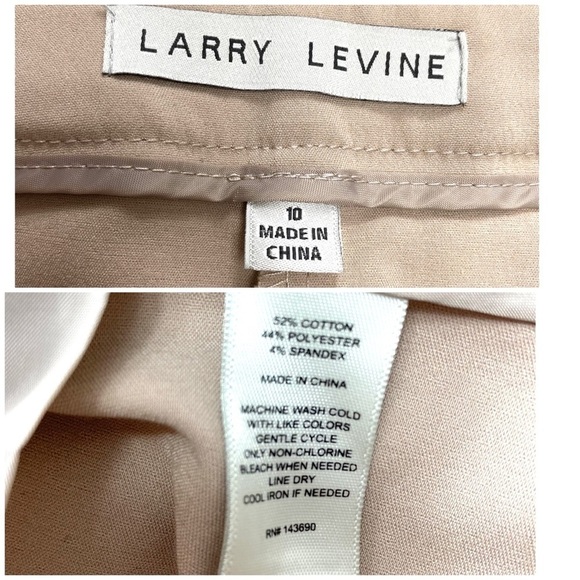 LARRY LEVINE
10
MADE IN
CHINA
52% COTTON
44% POLYESTER
4% SPANDEX
MADE IN CHINA
MACHINE WASH COLD
WITH LIKE COLORS
GENTLE CYCLE
ONLY NON-CHLORINE
BLEACH WHEN NEEDED
LINE DRY
COOL IRON IF NEEDED
RN# 143690